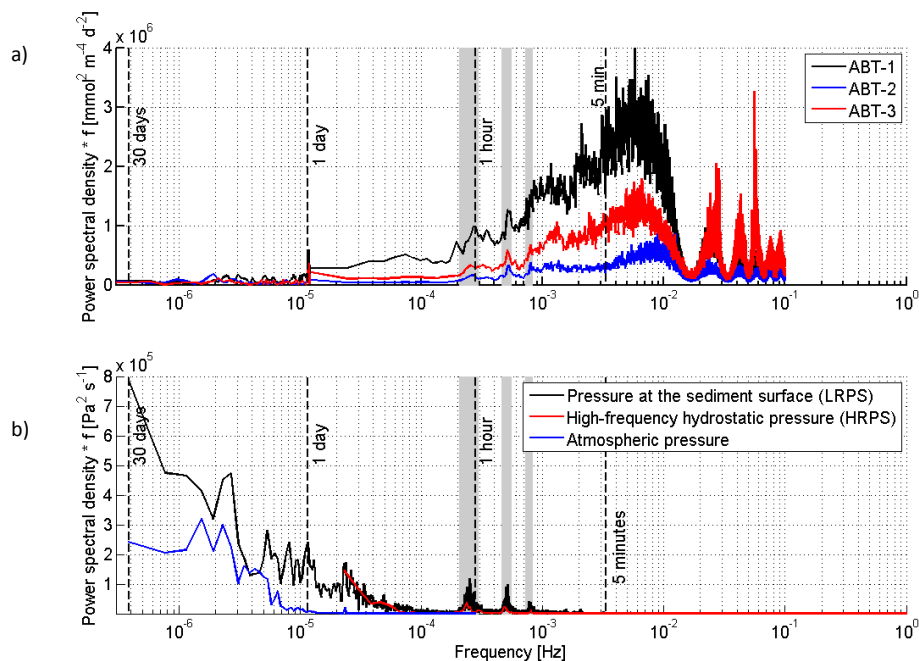 a)
x 10^6
Power spectral density * f [mmol^2 m^-4 d^-2]
4
3
2
1
0
30 days
1 day
1 hour
5 min
ABT-1
ABT-2
ABT-3
10^-6 10^-5 10^-4 10^-3 10^-2 10^-1 10^0
b)
x 10^5
Power spectral density * f [Pa^2 s^-1]
8
7
6
5
4
3
2
1
30 days
1 day
1 hour
5 minutes
Pressure at the sediment surface (LRPS)
High-frequency hydrostatic pressure (HRPS)
Atmospheric pressure
10^-6 10^-5 10^-4 10^-3 10^-2 10^-1 10^0
Frequency [Hz]